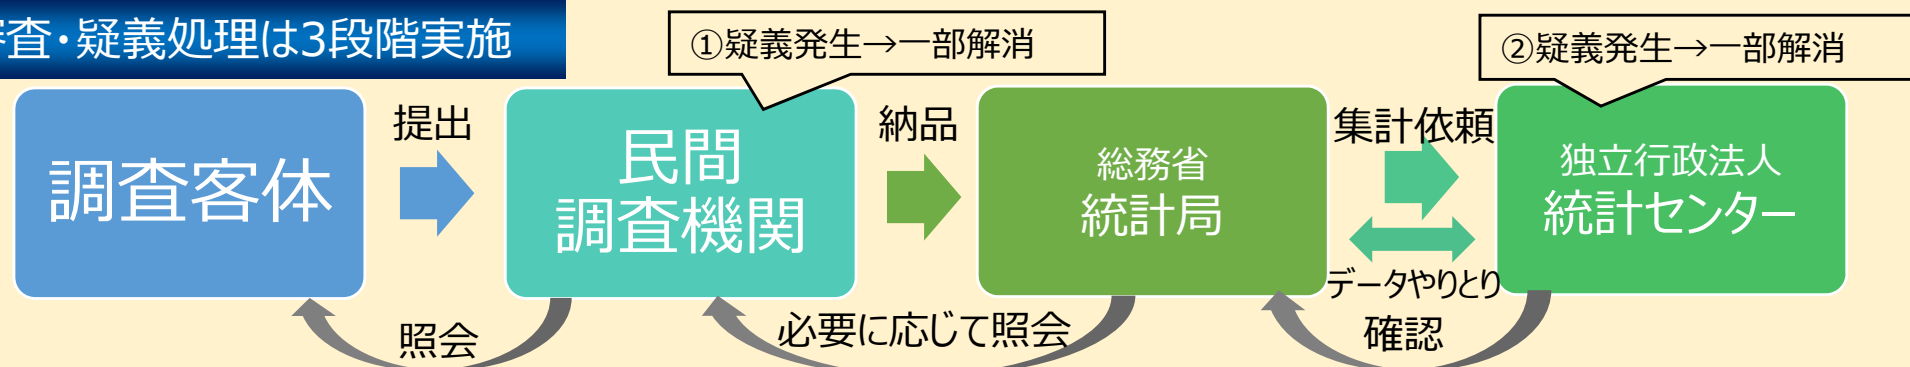 査・疑義処理は3段階実施
①疑義発生→一部解消
②疑義発生→一部解消
調査客体
提出
民間
調査機関
納品
総務省
統計局
集計依頼
データやりとり
独立行政法人
統計センター
照会
必要に応じて照会
確認